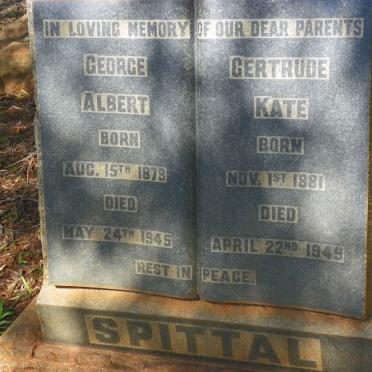 IN LOVING MEMORY OF OUR DEAR PARENTS
GEORGE
ALBERT
BORN
AUG. 15TH 1878
DIED
MAY 24TH 1945
GERTRUDE
KATE
BORN
NOV. 1ST 1881
DIED
APRIL 22ND 1949
REST IN PEACE.
SPITTAL